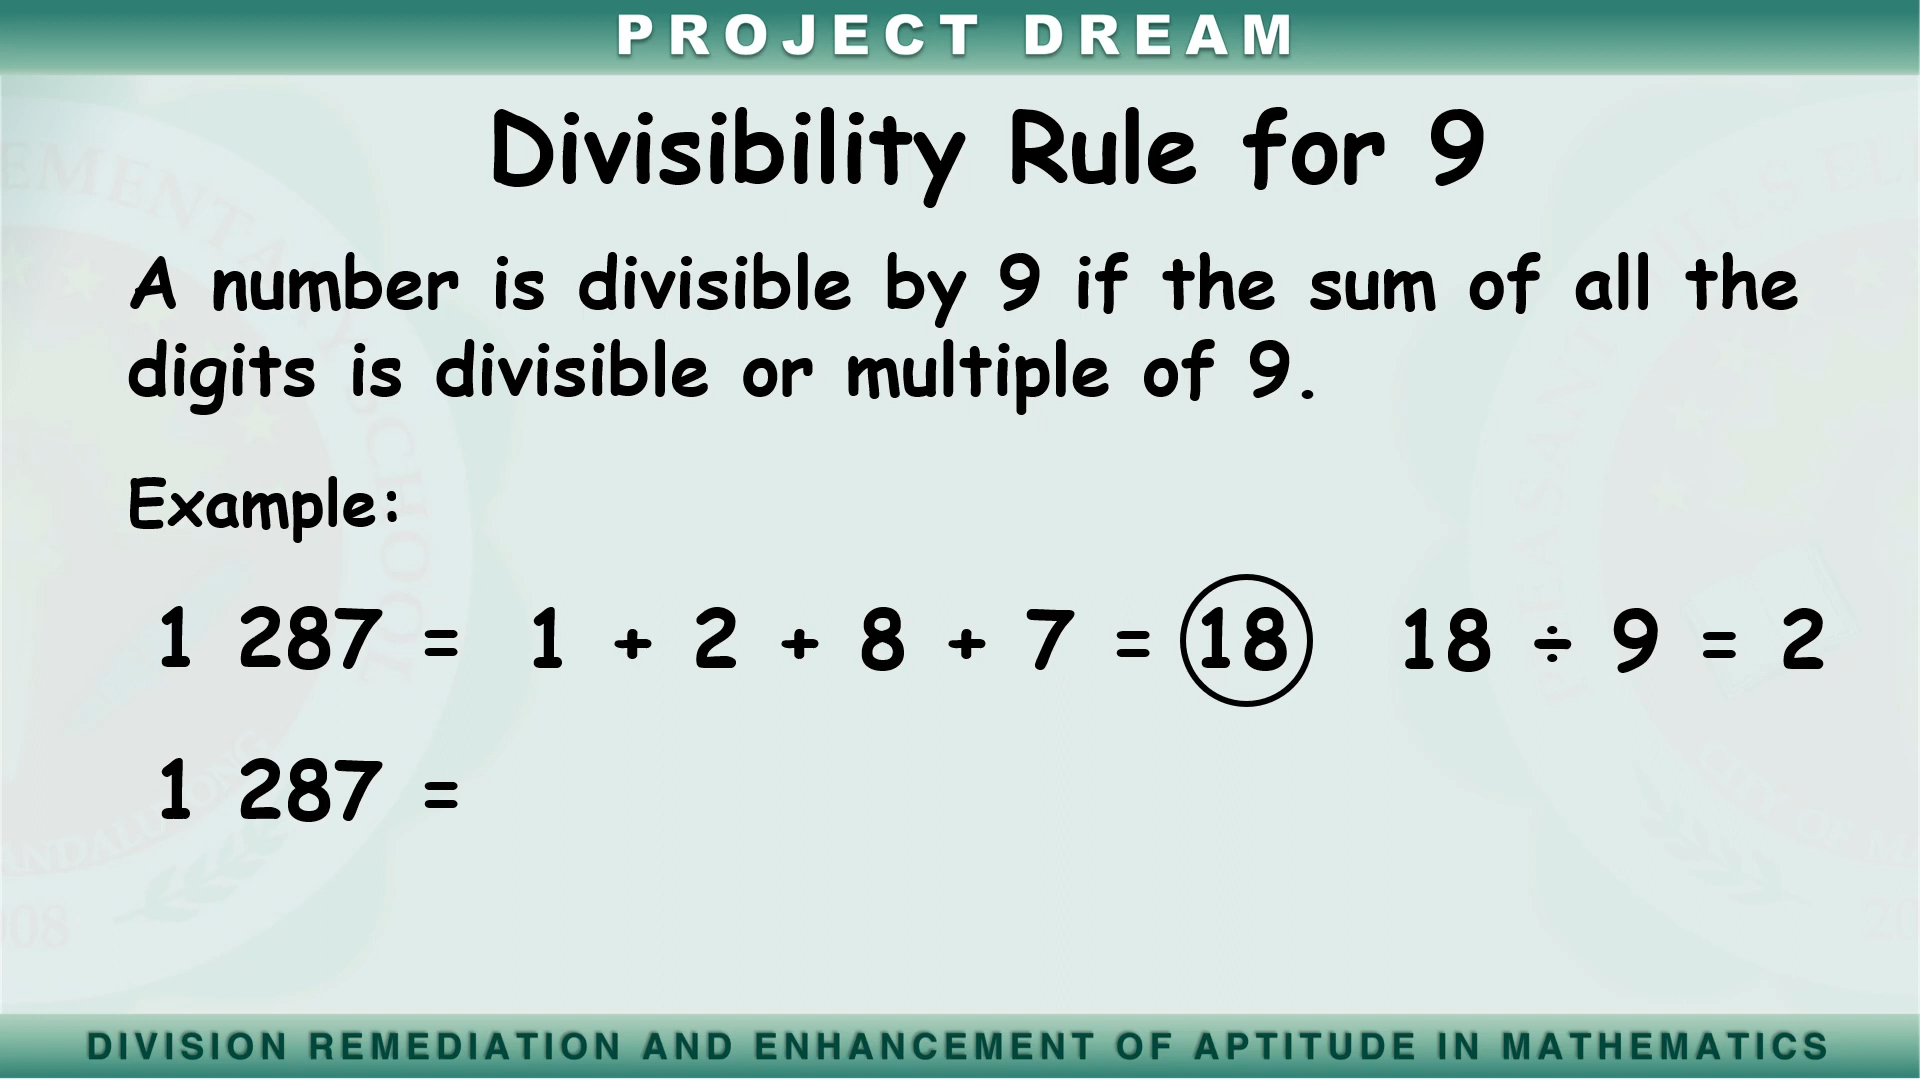 PROJECT DREAM
Divisibility Rule for 9
A number is divisible by 9 if the sum of all the
digits is divisible or multiple of 9.
Example:
1 287 = 1 + 2 + 8 + 7 = 18 18 ÷ 9 = 2
1 287 =
DIVISION REMEDIATION AND ENHANCEMENT OF APTITUDE IN MATHEMATICS